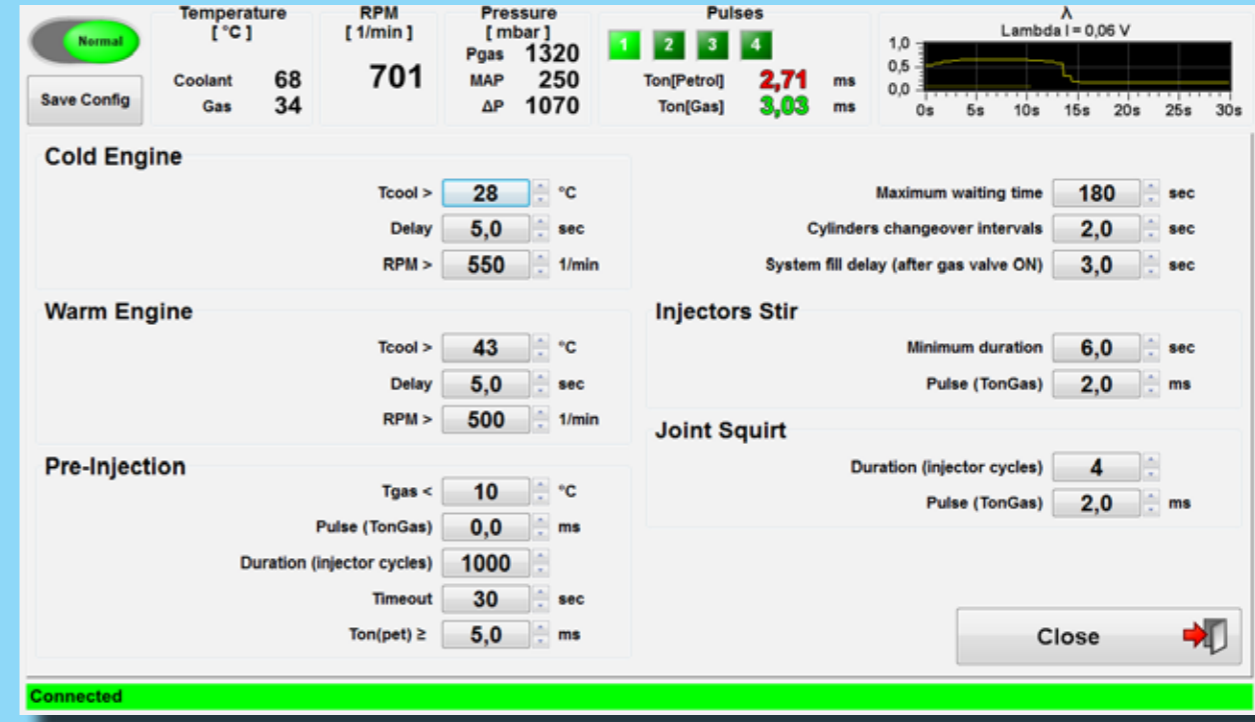 Normal
Save Config
Temperature
[ °C ]
Coolant 68
Gas 34
RPM
[ 1/min ]
701
Pressure
[ mbar ]
Pgas 1320
MAP 250
ΔP 1070
Pulses
1 2 3 4
Ton[Petrol] 2,71 ms
Ton[Gas] 3,03 ms
λ
Lambda I = 0,06 V
1,0
0,5
0,0
0s 5s 10s 15s 20s 25s 30s
Cold Engine
Tcool > 28 °C
Delay 5,0 sec
RPM > 550 1/min
Warm Engine
Tcool > 43 °C
Delay 5,0 sec
RPM > 500 1/min
Pre-Injection
Tgas < 10 °C
Pulse (TonGas) 0,0 ms
Duration (injector cycles) 1000
Timeout 30 sec
Ton(pet) ≥ 5,0 ms
Maximum waiting time 180 sec
Cylinders changeover intervals 2,0 sec
System fill delay (after gas valve ON) 3,0 sec
Injectors Stir
Minimum duration 6,0 sec
Pulse (TonGas) 2,0 ms
Joint Squirt
Duration (injector cycles) 4
Pulse (TonGas) 2,0 ms
Close
Connected